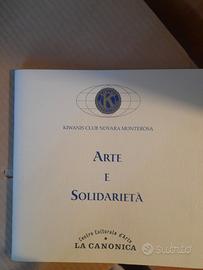 K
KIWANIS CLUB NOVARA MONTEROSA
ARTE
E
SOLIDARIETÀ
Centro Culturale d'Arte
LA CANONICA
SUBITO